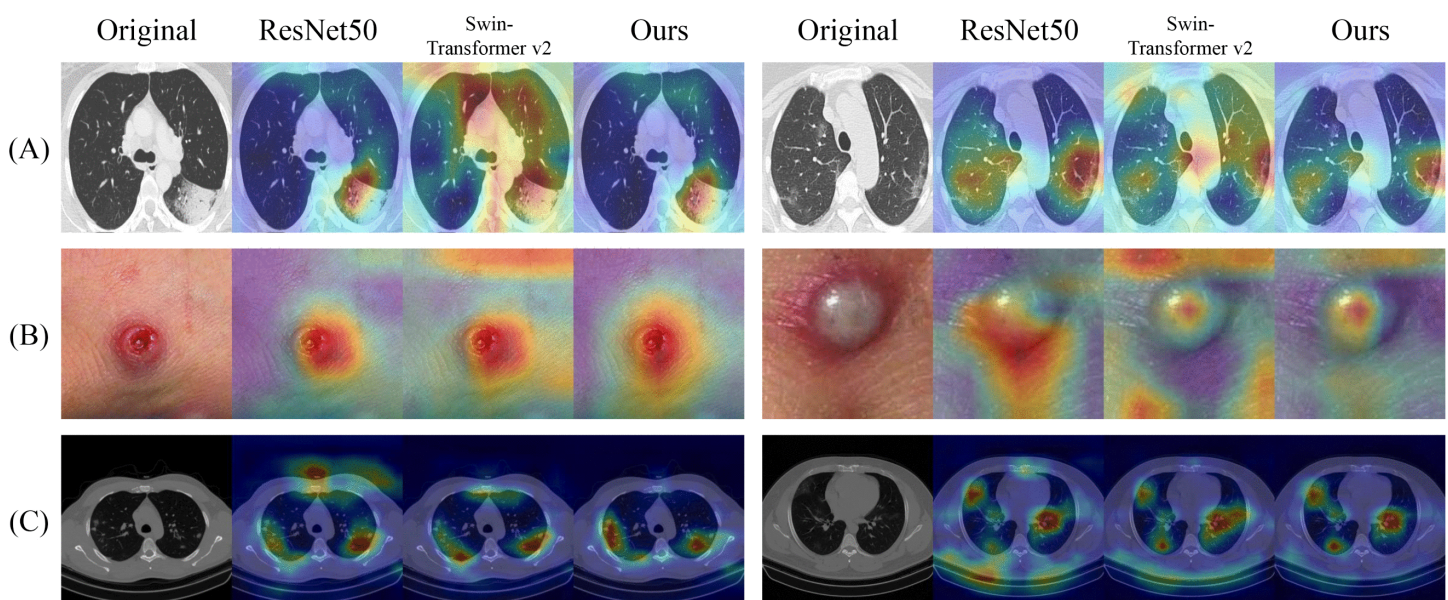 Original ResNet50 Swin- Ours Original ResNet50 Swin- Ours
Transformer v2 Transformer v2
(A)
(B)
(C)